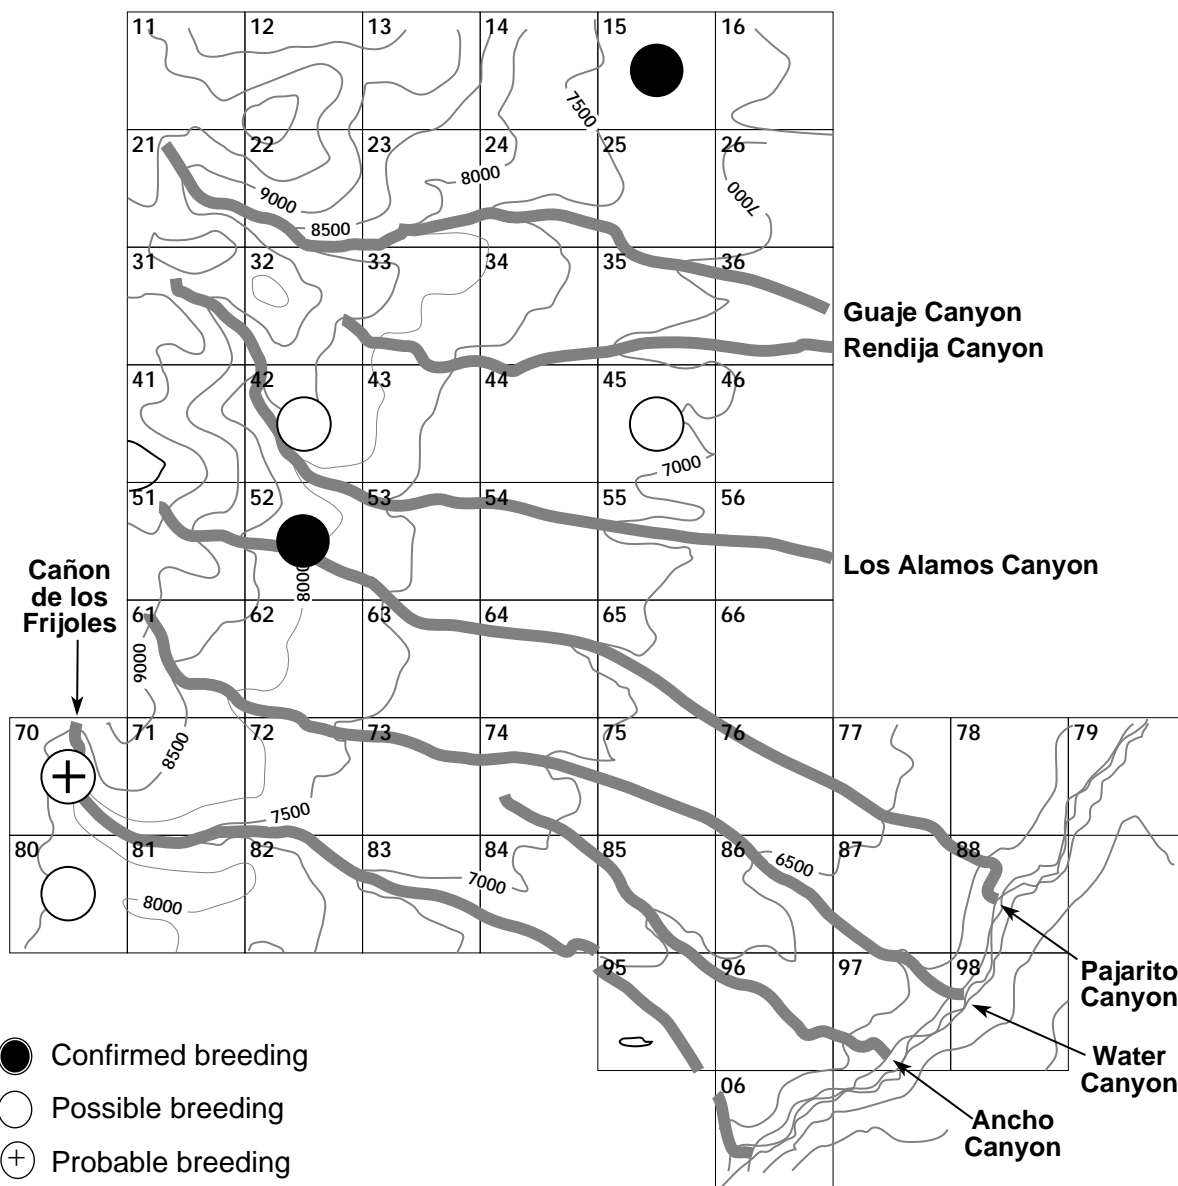 11 12 13 14 15 16
7500
21 22 23 24 25 26
9000 8500 8000 7000
31 32 33 34 35 36
Guaje Canyon
Rendija Canyon
41 42 43 44 45 46
7000
51 52 53 54 55 56
8000
Los Alamos Canyon
Cañon
de los
Frijoles
61 62 63 64 65 66
9000
70 71 72 73 74 75 76 77 78 79
8500
7500
80 81 82 83 84 85 86 87 88
8000 7000 6500
95 96 97 98
Pajarito
Canyon
Water
Canyon
06
Ancho
Canyon
Confirmed breeding
Possible breeding
Probable breeding